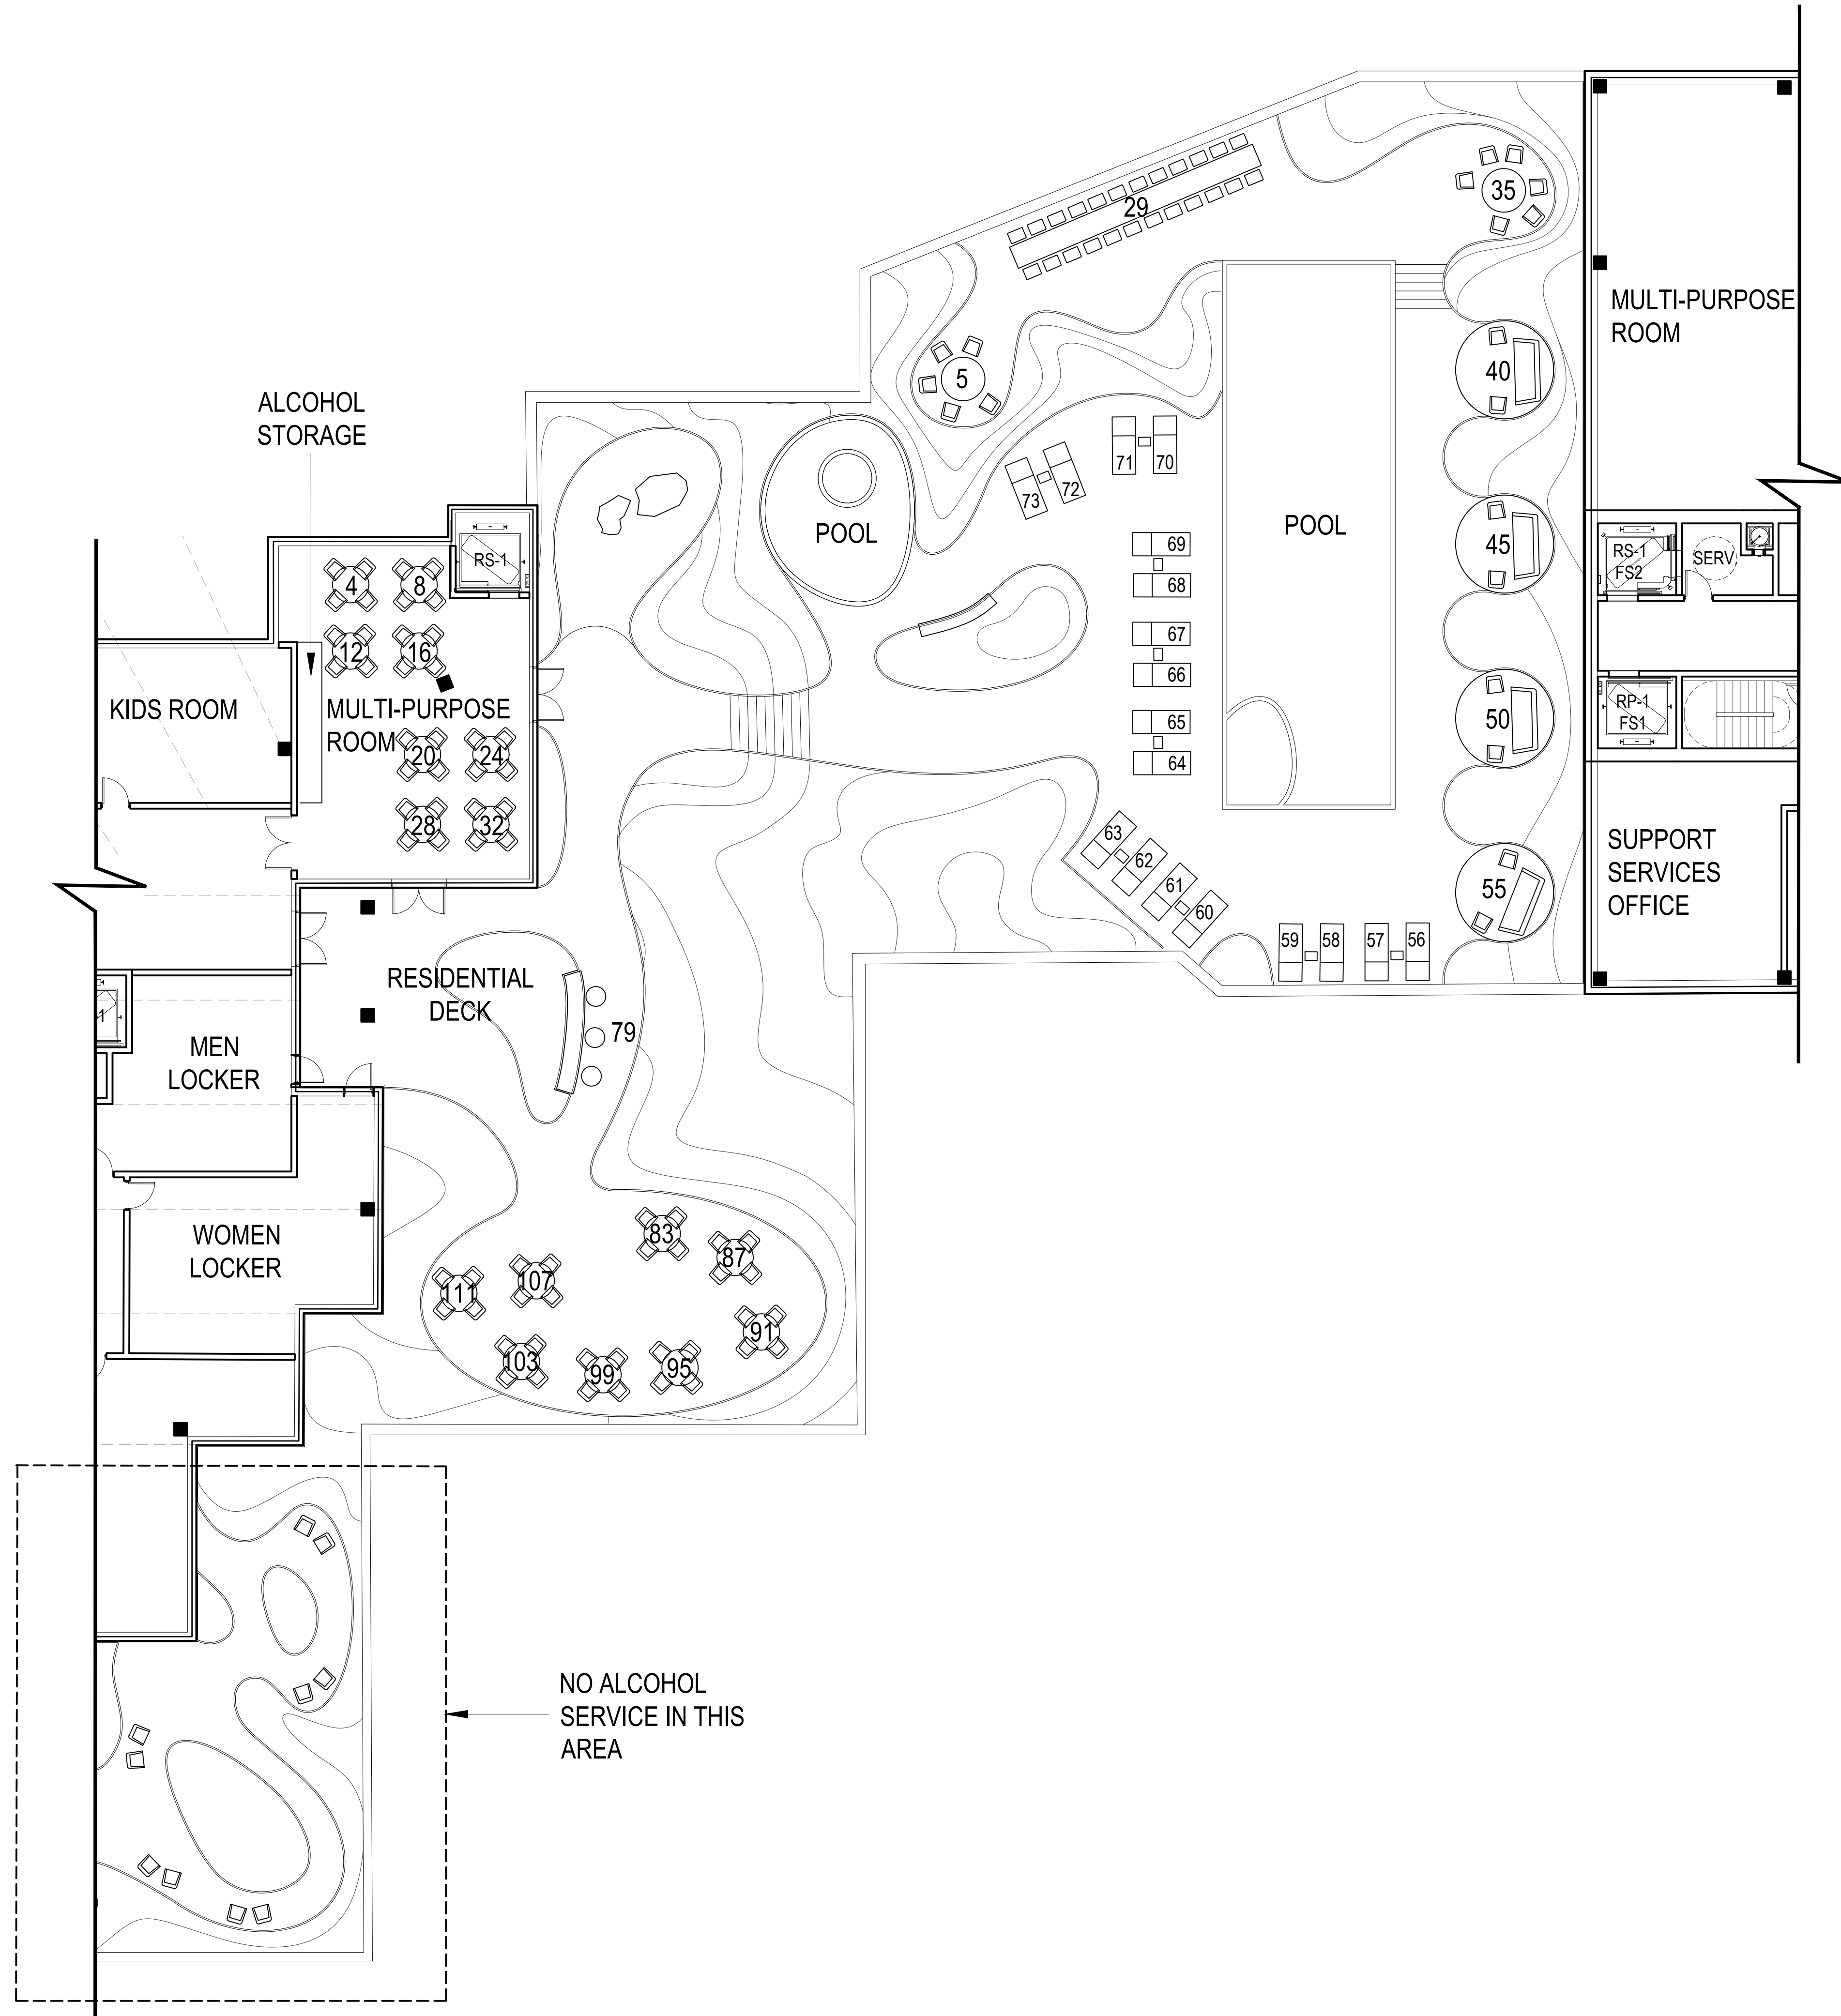 29
35
MULTI-PURPOSE
ROOM
5
40
ALCOHOL
STORAGE
71
70
73
72
POOL
POOL
69
68
45
RS-1
FS2
SERV.
RS-1
4
8
12
16
67
66
KIDS ROOM
MULTI-PURPOSE
ROOM
20
24
28
32
65
64
50
RP-1
FS1
63
62
61
60
55
SUPPORT
SERVICES
OFFICE
59
58
57
56
RESIDENTIAL
DECK
1
79
MEN
LOCKER
WOMEN
LOCKER
83
87
107
111
91
103
99
95
NO ALCOHOL
SERVICE IN THIS
AREA